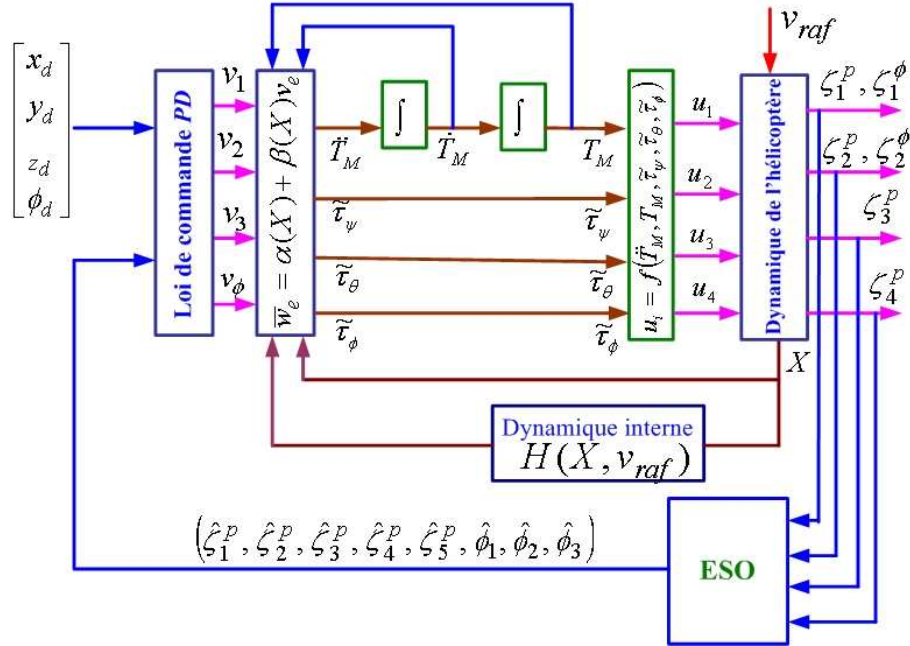 x_d
y_d
z_d
ϕ_d
Loi de commande PD
v_1
v_2
v_3
v_ϕ
w̅_e = α(X) + β(X)v_e
∫
∫
T̈_M
Ṫ_M
T_M
τ̃_ψ
τ̃_ψ
τ̃_θ
τ̃_θ
τ̃_ϕ
τ̃_ϕ
u_i = f(T̈_M, T_M, τ̃_ψ, τ̃_θ, τ̃_ϕ)
u_1
u_2
u_3
u_4
v_raf
Dynamique de l'hélicoptère
ζ_1^p, ζ_1^ϕ
ζ_2^p, ζ_2^ϕ
ζ_3^p
ζ_4^p
X
Dynamique interne
H(X, v_raf)
(ζ̂_1^p, ζ̂_2^p, ζ̂_3^p, ζ̂_4^p, ζ̂_5^p, ϕ̂_1, ϕ̂_2, ϕ̂_3)
ESO